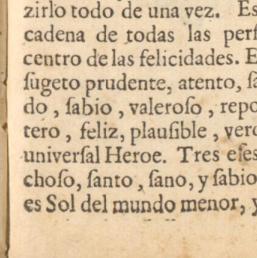 zirlo todo de una vez. Es
cadena de todas las perf
centro de las felicidades. E
ſugeto prudente, atento, ſa
do, ſabio, valeroſo, repo
tero, feliz, plauſible, verd
univerſal Heroe. Tres eſes
choſo, ſanto, ſano, y ſabio
es Sol del mundo menor, y